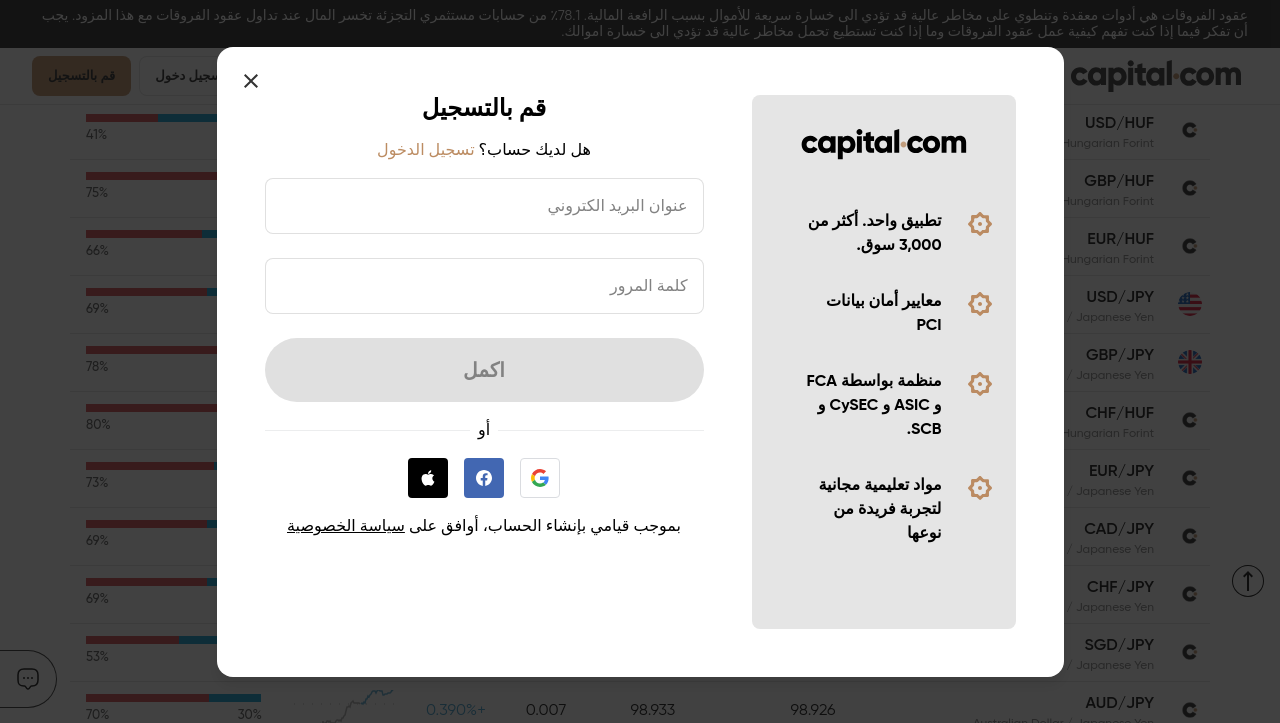 عقود الفروقات هي أدوات معقدة وتنطوي على مخاطر عالية قد تؤدي الى خسارة سريعة للأموال بسبب الرافعة المالية. 78.1٪ من حسابات مستثمري التجزئة تخسر المال عند تداول عقود الفروقات مع هذا المزود. يجب
أن تفكر فيما إذا كنت تفهم كيفية عمل عقود الفروقات وما إذا كنت تستطيع تحمل مخاطر عالية قد تؤدي الى خسارة اموالك.
capital.com
تسجيل دخول
قم بالتسجيل
capital.com
تطبيق واحد. أكثر من
3,000 سوق.
معايير أمان بيانات
PCI
منظمة بواسطة FCA
و ASIC و CySEC و
SCB.
مواد تعليمية مجانية
لتجربة فريدة من
نوعها
قم بالتسجيل
هل لديك حساب؟ تسجيل الدخول
عنوان البريد الكتروني
كلمة المرور
اكمل
أو
بموجب قيامي بإنشاء الحساب، أوافق على سياسة الخصوصية
USD/HUF
Hungarian Forint
41%
GBP/HUF
Hungarian Forint
75%
EUR/HUF
Hungarian Forint
66%
USD/JPY
/ Japanese Yen
69%
GBP/JPY
/ Japanese Yen
78%
CHF/HUF
Hungarian Forint
80%
EUR/JPY
/ Japanese Yen
73%
CAD/JPY
/ Japanese Yen
69%
CHF/JPY
/ Japanese Yen
69%
SGD/JPY
/ Japanese Yen
53%
AUD/JPY
Australian Dollar / Japanese Yen
98.926
98.933
0.007
0.390%+
30%
70%